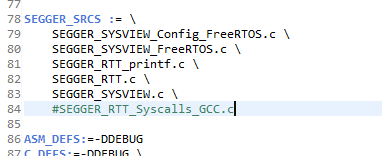 77
78 SEGGER_SRCS := \
79 SEGGER_SYSVIEW_Config_FreeRTOS.c \
80 SEGGER_SYSVIEW_FreeRTOS.c \
81 SEGGER_RTT_printf.c \
82 SEGGER_RTT.c \
83 SEGGER_SYSVIEW.c \
84 #SEGGER_RTT_Syscalls_GCC.c
85
86 ASM_DEFS:=-DDEBUG
87 C_DEFS:=-DDEBUG \